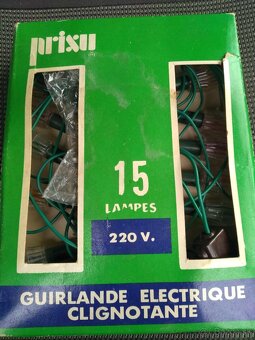 prisu
15
LAMPES
220 V.
GUIRLANDE ELECTRIQUE
CLIGNOTANTE